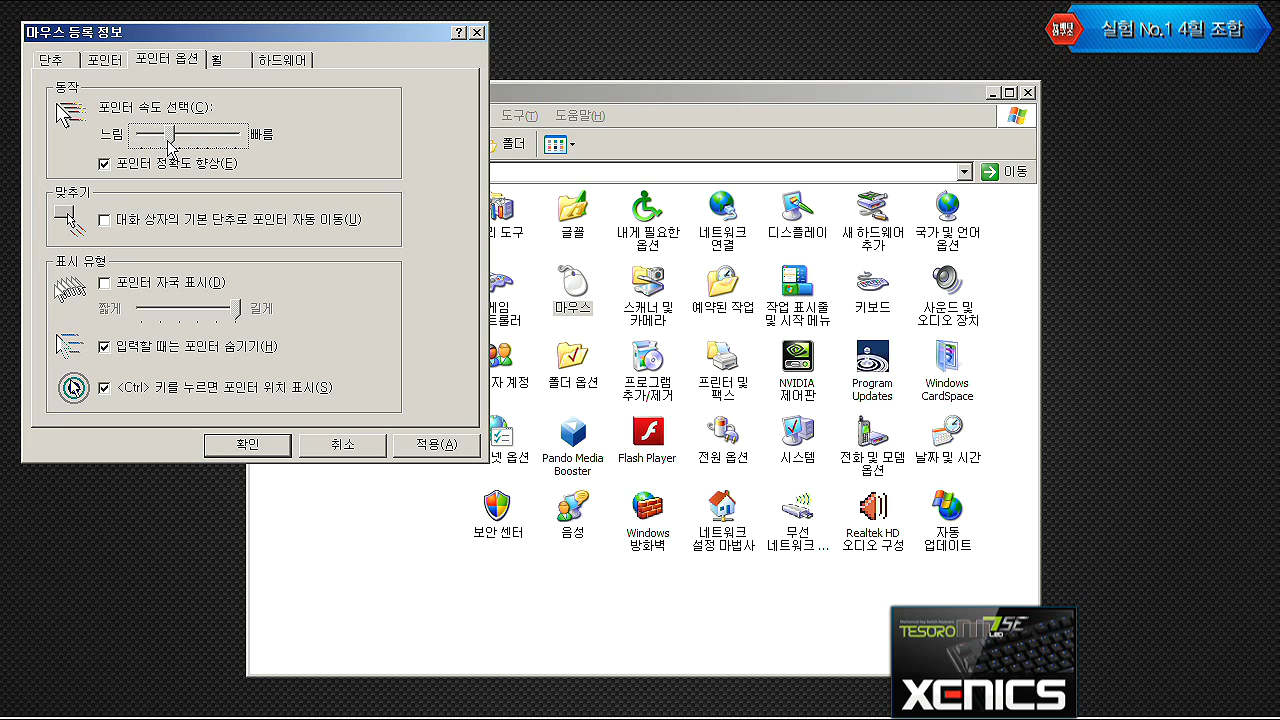 마우스 등록 정보
단추
포인터
포인터 옵션
휠
하드웨어
동작
포인터 속도 선택(C):
느림
빠름
포인터 정확도 향상(E)
맞추기
대화 상자의 기본 단추로 포인터 자동 이동(U)
표시 유형
포인터 자국 표시(D)
짧게
길게
입력할 때는 포인터 숨기기(H)
<Ctrl> 키를 누르면 포인터 위치 표시(S)
확인
취소
적용(A)
실험 No.1 4월 조합
도구(T)
도움말(H)
폴더
이동
도구
글꼴
내게 필요한
옵션
네트워크
연결
디스플레이
새 하드웨어
추가
국가 및 언어
옵션
마우스
스캐너 및
카메라
예약된 작업
작업 표시줄
및 시작 메뉴
키보드
사운드 및
오디오 장치
계정
폴더 옵션
프로그램
추가/제거
프린터 및
팩스
NVIDIA
제어판
Program
Updates
Windows
CardSpace
옵션
Pando Media
Booster
Flash Player
전원 옵션
시스템
전화 및 모뎀
옵션
날짜 및 시간
보안 센터
음성
Windows
방화벽
네트워크
설정 마법사
무선
네트워크 ...
Realtek HD
오디오 구성
자동
업데이트
TESORO M7 SE
LED
XENICS